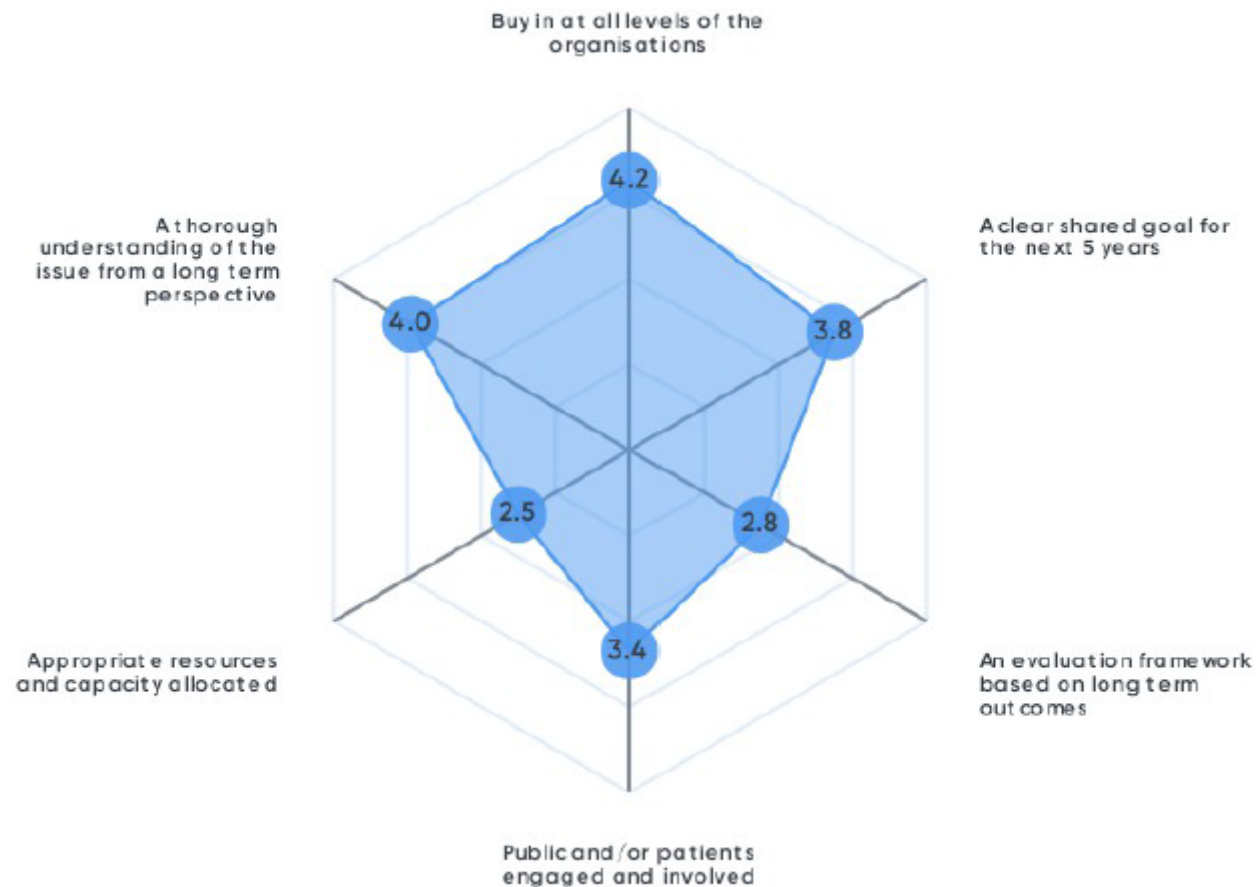 Buy in at all levels of the
organisations
4.2
A thorough
understanding of the
issue from a long term
perspective
A clear shared goal for
the next 5 years
4.0
3.8
2.5
2.8
3.4
Appropriate resources
and capacity allocated
An evaluation framework
based on long term
outcomes
Public and/or patients
engaged and involved